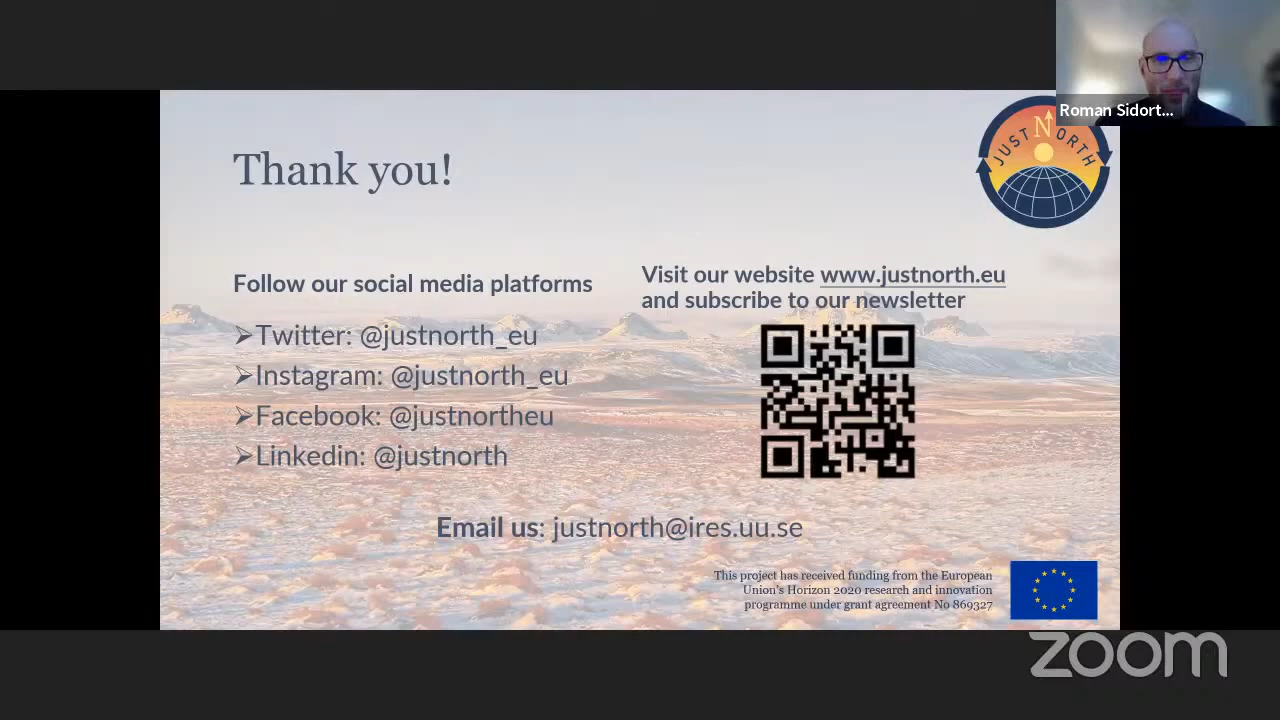 Roman Sidort...
JUST NORTH
Thank you!
Follow our social media platforms
➢Twitter: @justnorth_eu
➢Instagram: @justnorth_eu
➢Facebook: @justnortheu
➢Linkedin: @justnorth
Visit our website www.justnorth.eu
and subscribe to our newsletter
Email us: justnorth@ires.uu.se
This project has received funding from the European
Union's Horizon 2020 research and innovation
programme under grant agreement No 869327
zoom